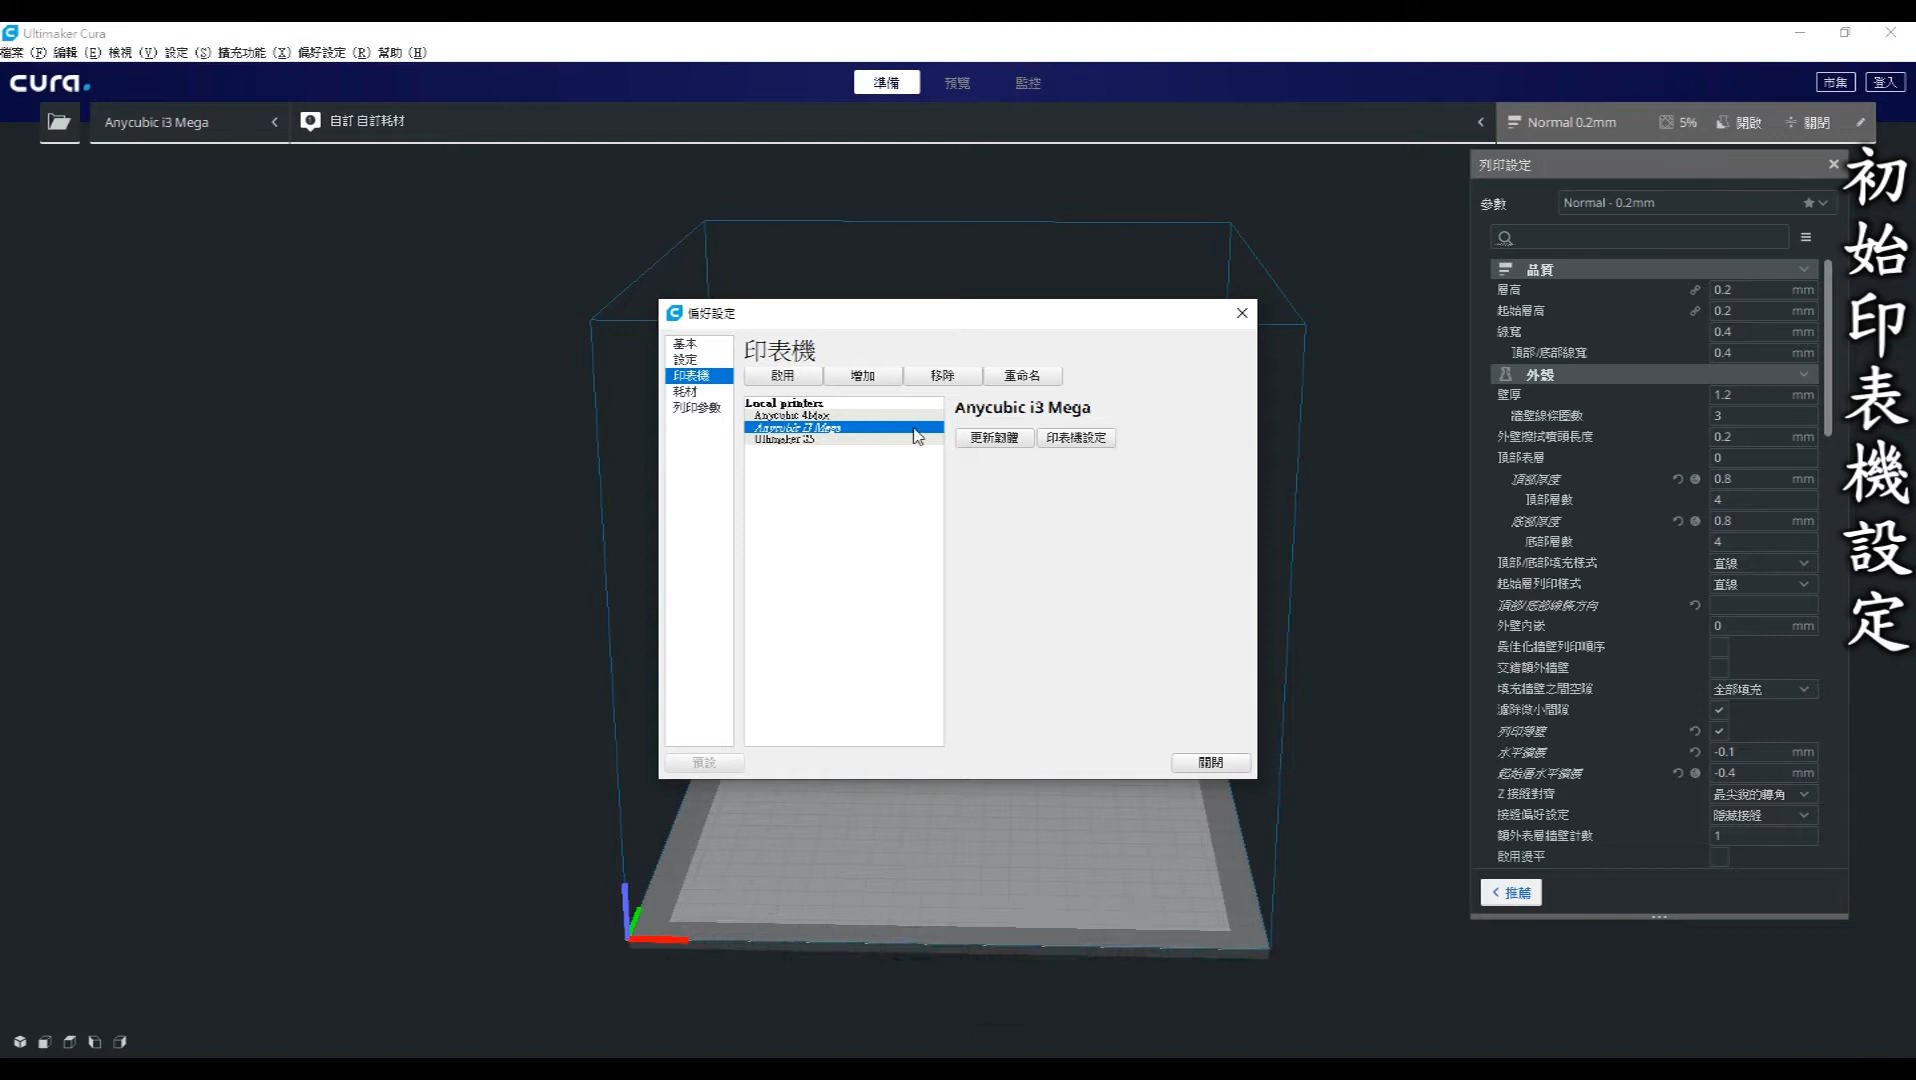 Ultimaker Cura
檔案 (F) 編輯 (E) 檢視 (V) 設定 (S) 擴充功能 (X) 偏好設定 (R) 幫助 (H)
cura.
準備
預覽
監控
市集
登入
Anycubic i3 Mega
自訂 自訂耗材
Normal 0.2mm
5%
開啟
關閉
列印設定
參數
Normal - 0.2mm
品質
層高 0.2 mm
起始層高 0.2 mm
線寬 0.4 mm
頂部/底部線寬 0.4 mm
外殼
壁厚 1.2 mm
牆壁線條圈數 3
外壁擦拭噴頭長度 0.2 mm
頂部表層 0
頂部厚度 0.8 mm
頂部層數 4
底部厚度 0.8 mm
底部層數 4
頂部/底部填充樣式 直線
起始層列印樣式 直線
頂部/底部線條方向
外壁內嵌 0 mm
最佳化牆壁列印順序
交錯額外牆壁
填充牆壁之間空隙 全部填充
濾除微小間隙
列印薄壁
水平擴展 -0.1 mm
起始層水平擴展 -0.4 mm
Z 接縫對齊 最尖銳的轉角
接縫偏好設定 隱藏接縫
額外表層牆壁計數 1
啟用燙平
推薦
偏好設定
基本
設定
印表機
耗材
列印參數
印表機
啟用
增加
移除
重命名
Local printers
Anycubic 4Max
Anycubic i3 Mega
Ultimaker S5
Anycubic i3 Mega
更新韌體
印表機設定
預設
關閉
初始印表機設定